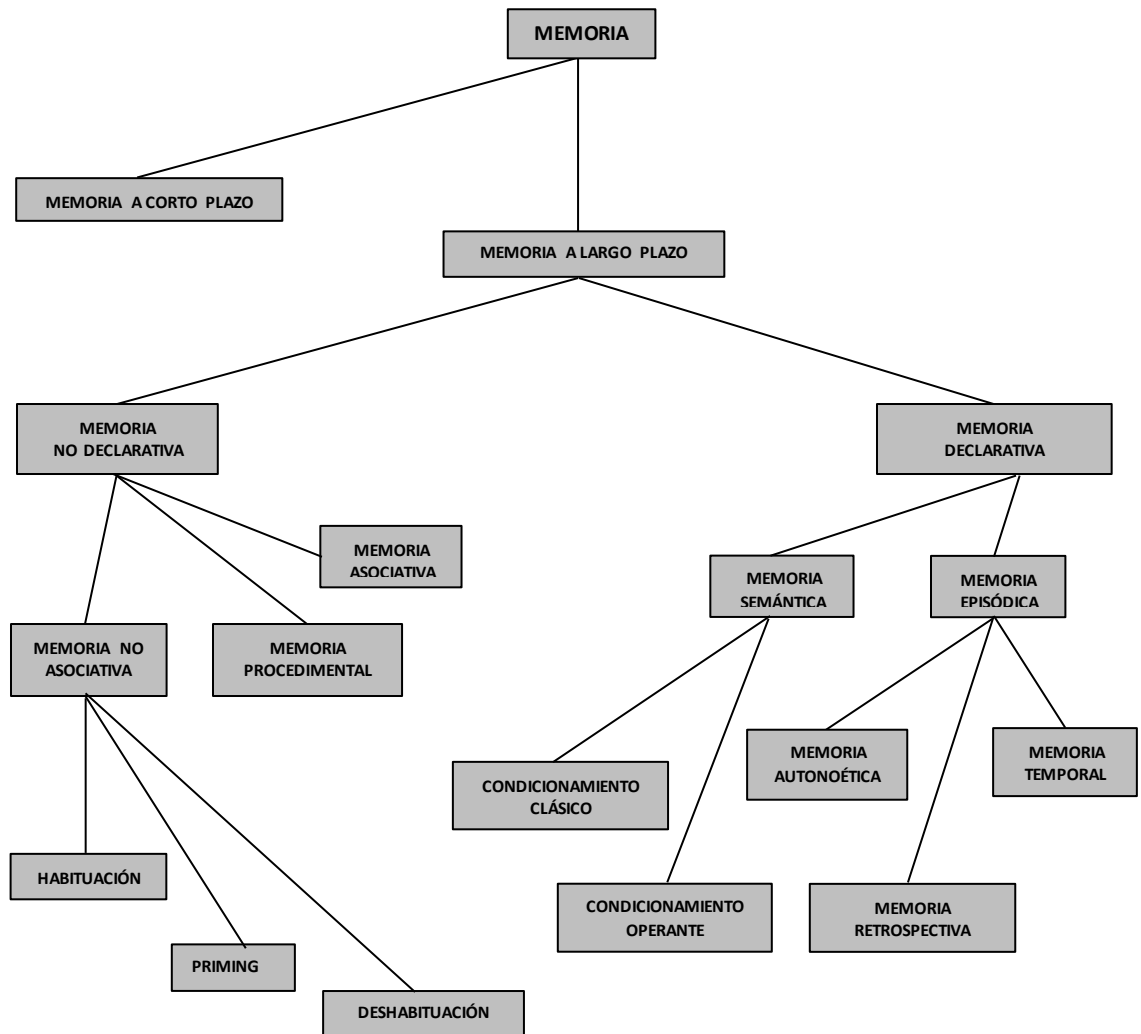 MEMORIA
MEMORIA A CORTO PLAZO
MEMORIA A LARGO PLAZO
MEMORIA
NO DECLARATIVA
MEMORIA
DECLARATIVA
MEMORIA
ASOCIATIVA
MEMORIA
SEMÁNTICA
MEMORIA
EPISÓDICA
MEMORIA NO
ASOCIATIVA
MEMORIA
PROCEDIMENTAL
CONDICIONAMIENTO
CLÁSICO
MEMORIA
AUTONOÉTICA
MEMORIA
TEMPORAL
HABITUACIÓN
CONDICIONAMIENTO
OPERANTE
MEMORIA
RETROSPECTIVA
PRIMING
DESHABITUACIÓN